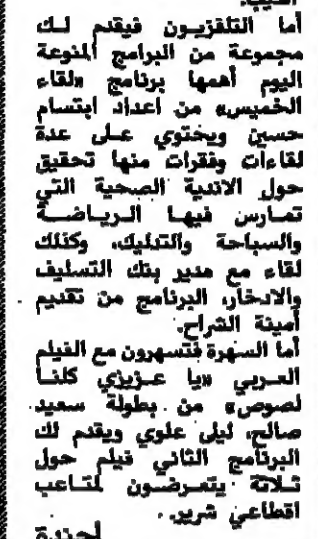 أما التلفزيون فيقدم لك
مجموعة من البرامج المنوعة
اليوم أهمها برنامج «لقاء
الخميس» من اعداد ابتسام
حسين ويحتوي على عدة
لقاءات وفقرات منها تحقيق
حول الاندية الصحية التي
تمارس فيها الرياضة
والسباحة والتدليك، وكذلك
لقاء مع مدير بنك التسليف
والادخار، البرنامج من تقديم
أمينة الشراح.
أما السهرة فتسهرون مع الفيلم
العربي «يا عزيزي كلنا
لصوص» من بطولة سعيد
صالح، ليلى علوي ويقدم لك
البرنامج الثاني فيلم حول
ثلاثة يتعرضون لمتاعب
اقطاعي شرير.